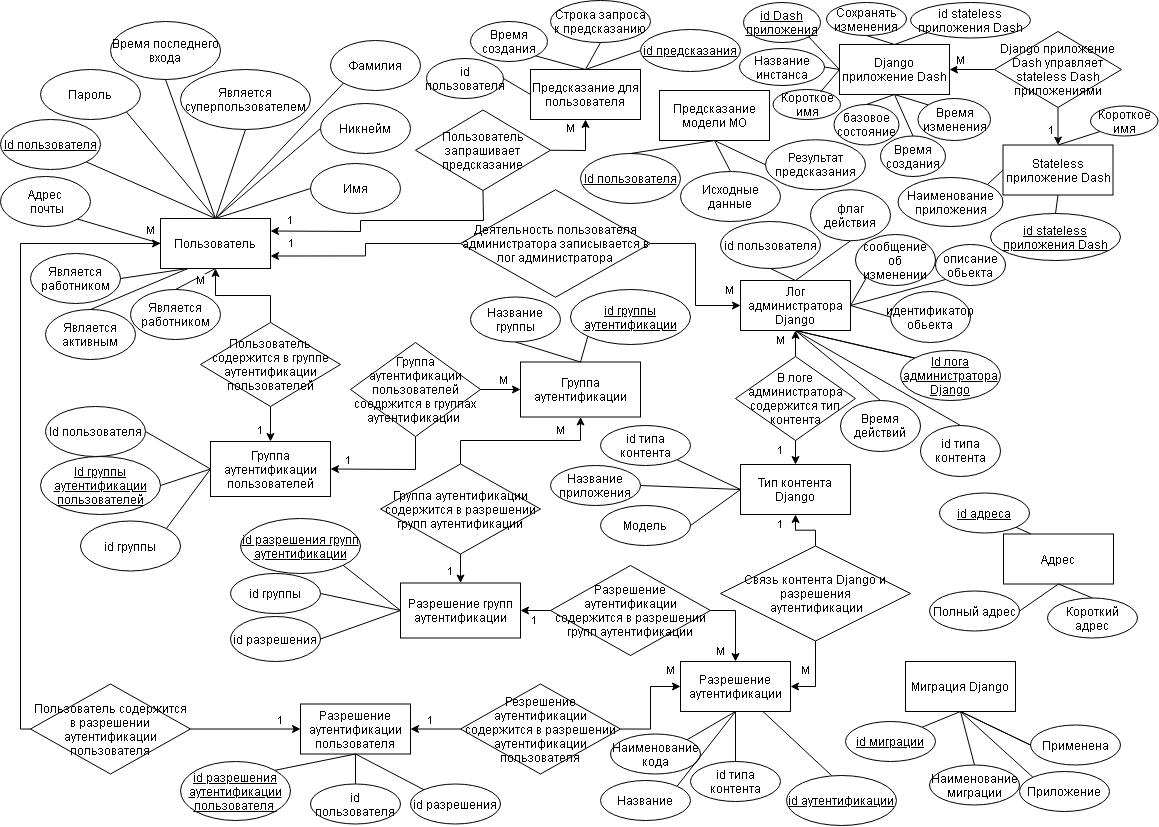 Время последнего
входа
Фамилия
Пароль
Является
суперпользователем
Id пользователя
Никнейм
Адрес
почты
Имя
M
Пользователь
1
1
Является
работником
Является
активным
Является
работником
M
Строка запроса
к предсказанию
Время
создания
id предсказания
id
пользователя
Предсказание для
пользователя
M
Пользователь
запрашивает
предсказание
Предсказание
модели МО
Id пользователя
Исходные
данные
Результат
предсказания
id Dash
приложения
Сохранять
изменения
id stateless
приложения Dash
Название
инстанса
Django
приложение Dash
M
Django приложение
Dash управляет
stateless Dash
приложениями
Короткое
имя
базовое
состояние
Время
изменения
Время
создания
1
Короткое
имя
Stateless
приложение Dash
Наименование
приложения
id stateless
приложения Dash
Деятельность пользователя
администратора записывается в
лог администратора
M
id пользователя
флаг
действия
сообщение
об
изменении
описание
обьекта
Лог
администратора
Django
идентификатор
обьекта
M
Id лога
администратора
Django
Время
действий
id типа
контента
В логе
администратора
содержится тип
контента
1
Пользователь
содержится в группе
аутентификации
пользователей
1
Название
группы
id группы
аутентификации
Группа
аутентификации
пользователей
соедржится в группах
аутентификации
M
Группа
аутентификации
M
1
Id пользователя
Id группы
аутентификации
пользователей
id группы
Группа
аутентификации
пользователей
Группа аутентификации
содержится в разрешении
групп аутентификации
1
id типа
контента
Название
приложения
Модель
Тип контента
Django
1
id адреса
Адрес
Полный адрес
Короткий
адрес
id разрешения групп
аутентификации
id группы
id разрешения
Разрешение групп
аутентификации
1
Разрешение
аутентификации
содержится в разрешении
групп аутентификации
M
Связь контента Django и
разрешения
аутентификации
M
M
Разрешение
аутентификации
Миграция Django
id миграции
Применена
Наименование
миграции
Приложение
Пользователь содержится
в разрешении
аутентификации
пользователя
1
Разрешение
аутентификации
пользователя
1
Резрешение
аутентификации
содержится в разрешении
аутентификации
пользователя
Наименование
кода
Название
id типа
контента
id аутентификации
id разрешения
аутентификации
пользователя
id
пользователя
id разрешения